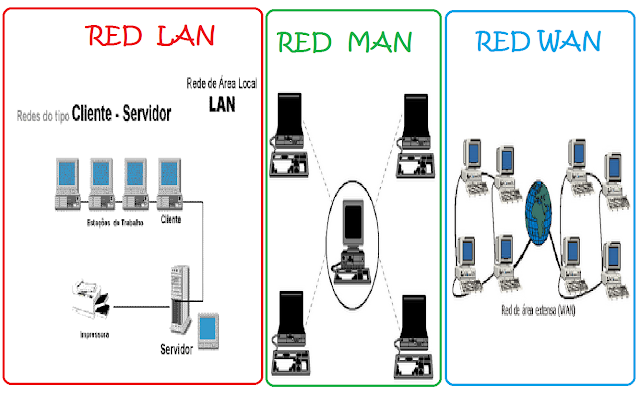 RED LAN
Rede de Área Local
LAN
Redes do tipo Cliente - Servidor
Estações de Trabalho
Cliente
Impressora
Servidor
RED MAN
RED WAN
Red de área extensa (WAN)